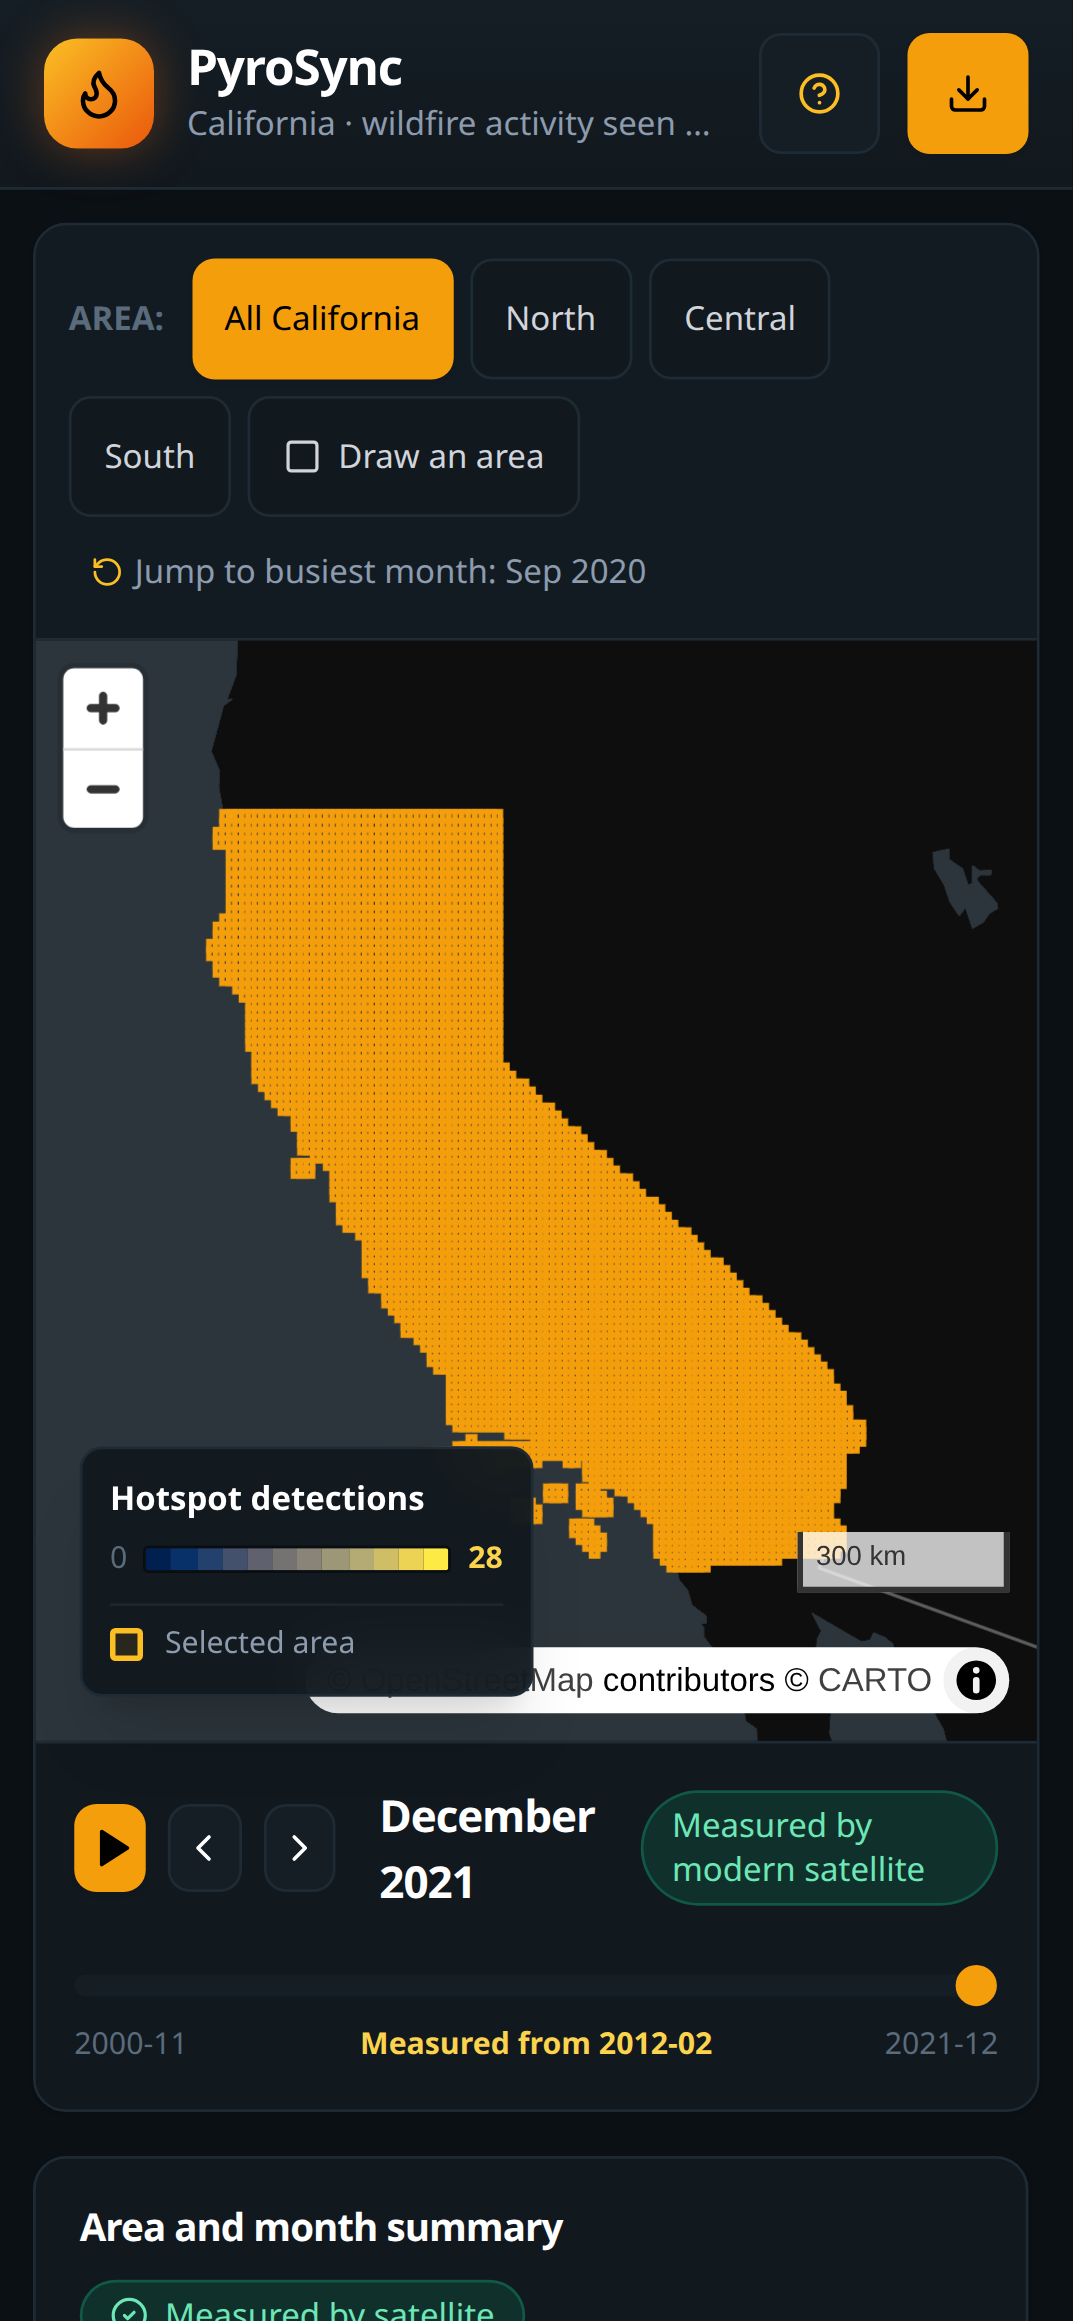 PyroSync
California · wildfire activity seen ...
AREA:
All California
North
Central
South
Draw an area
Jump to busiest month: Sep 2020
Hotspot detections
0
28
Selected area
300 km
© OpenStreetMap contributors © CARTO
December
2021
Measured by
modern satellite
2000-11
Measured from 2012-02
2021-12
Area and month summary
Measured by satellite